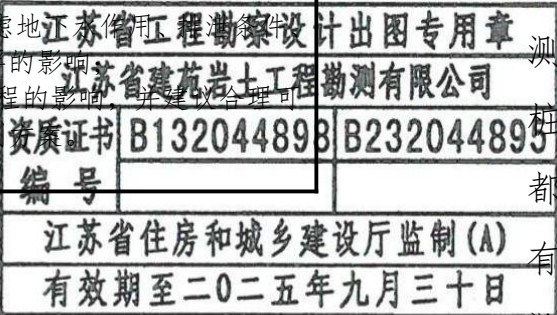 江苏省工程勘察设计出图专用章
江苏省建苑岩土工程勘测有限公司
资质证书 B132044898 B232044895
编号
江苏省住房和城乡建设厅监制(A)
有效期至二〇二五年九月三十日
的影响,
程的影响,并建议合理可
测
桩
都
有